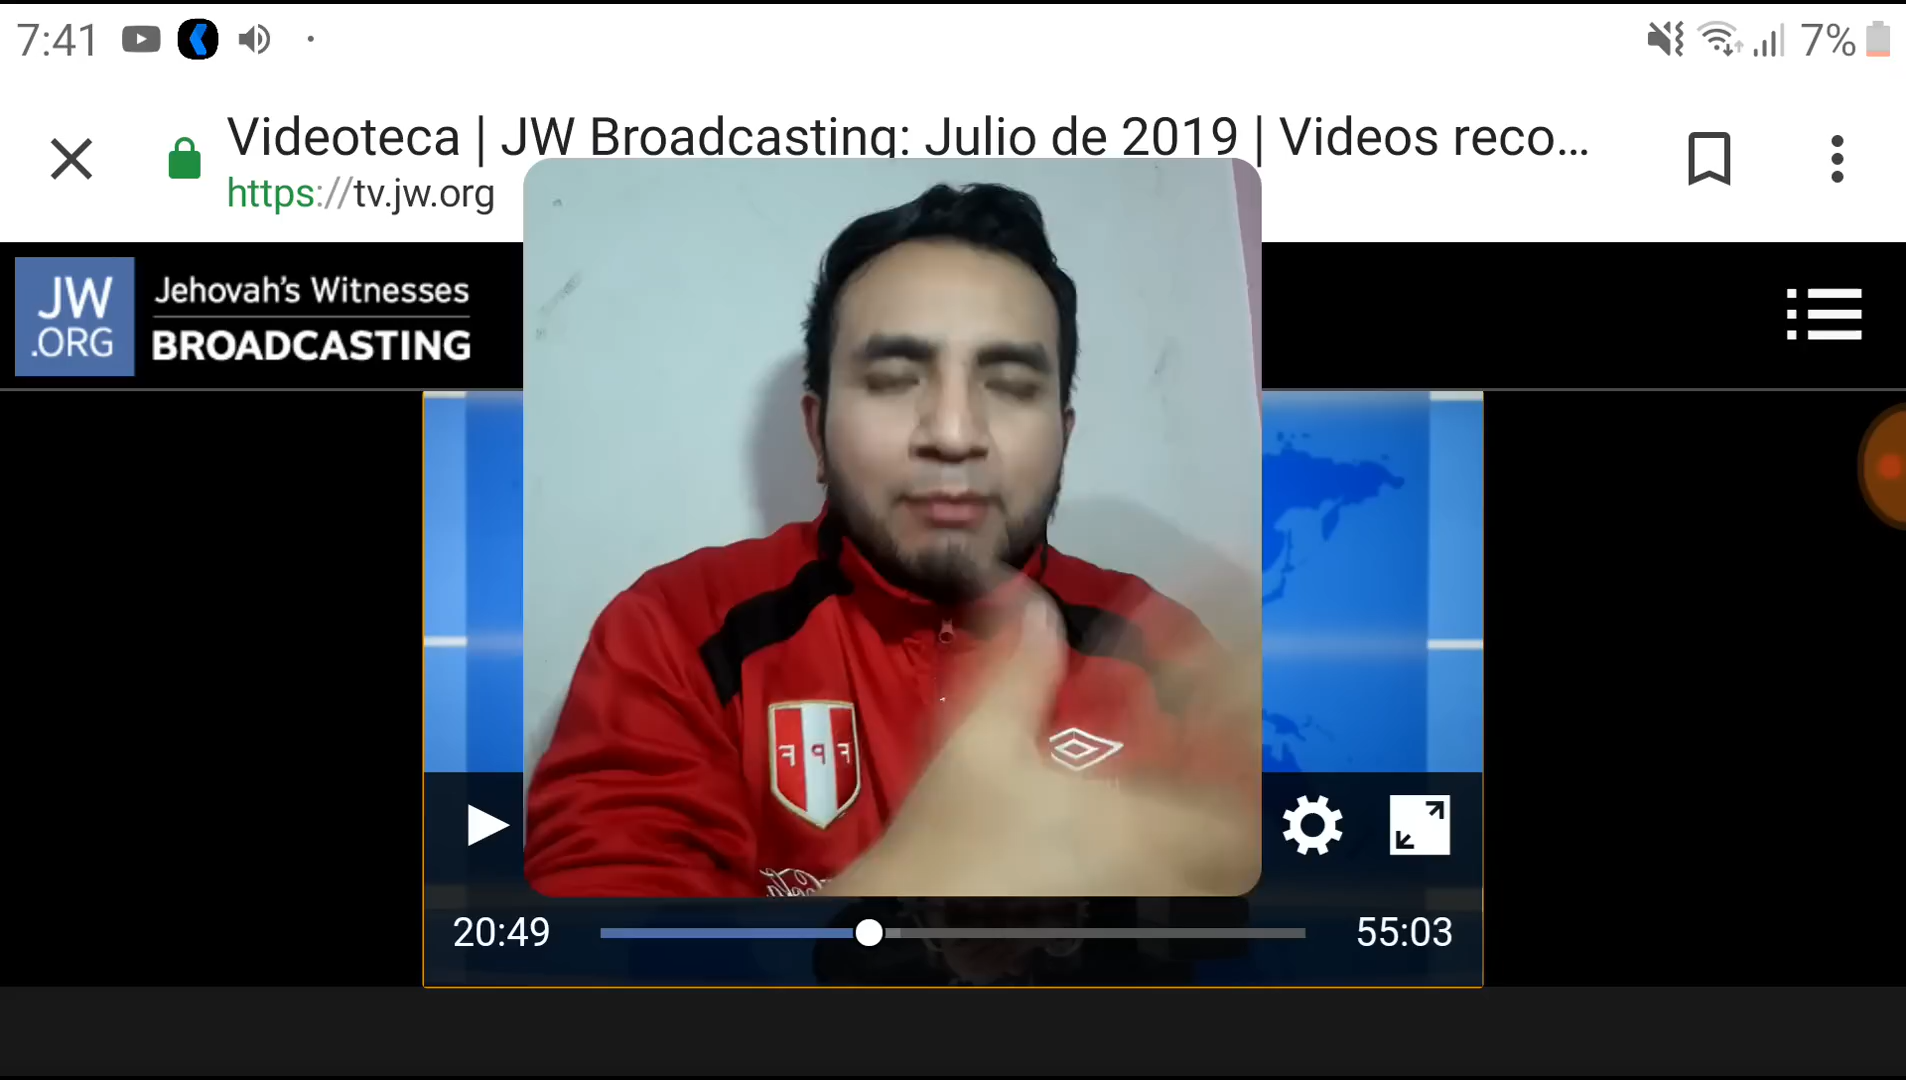 7:41
7%
Videoteca | JW Broadcasting: Julio de 2019 | Videos reco...
https://tv.jw.org
JW
.ORG
Jehovah's Witnesses
BROADCASTING
FPF
20:49
55:03